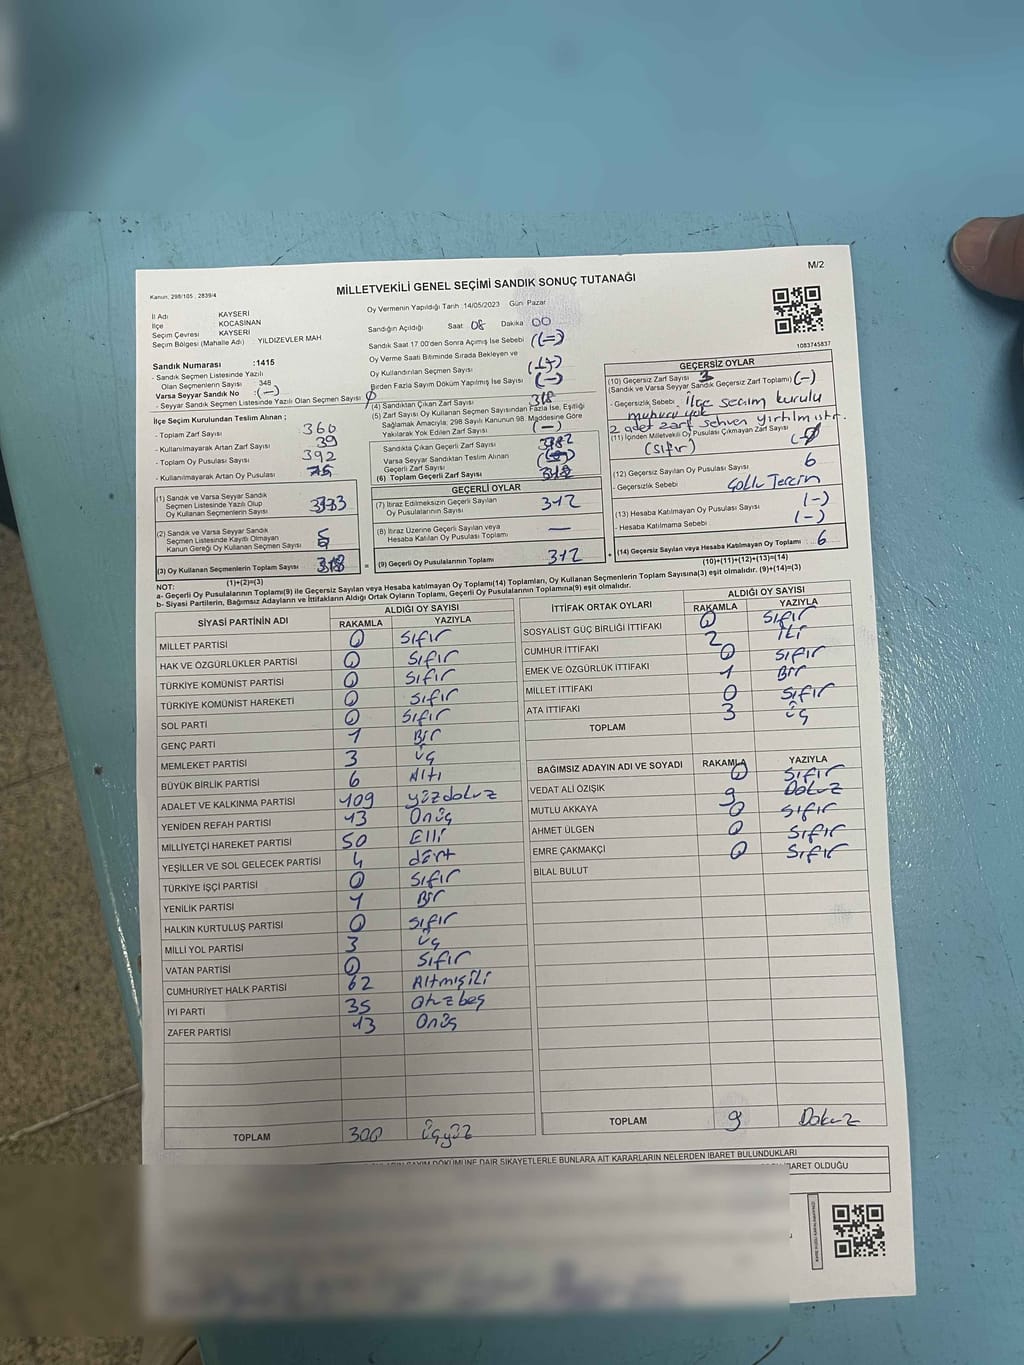 M/2
Kanun: 298/105 , 2839/4
MİLLETVEKİLİ GENEL SEÇİMİ SANDIK SONUÇ TUTANAĞI
İl Adı KAYSERİ
İlçe KOCASİNAN
Seçim Çevresi KAYSERİ
Seçim Bölgesi (Mahalle Adı) YILDIZEVLER MAH
Sandık Numarası :1415
- Sandık Seçmen Listesinde Yazılı
Olan Seçmenlerin Sayısı : 348
Varsa Seyyar Sandık No :(-)
- Seyyar Sandık Seçmen Listesinde Yazılı Olan Seçmen Sayısı : 0
İlçe Seçim Kurulundan Teslim Alınan ;
- Toplam Zarf Sayısı 360
- Kullanılmayarak Artan Zarf Sayısı 39
- Toplam Oy Pusulası Sayısı 392
- Kullanılmayarak Artan Oy Pusulası
(1) Sandık ve Varsa Seyyar Sandık
Seçmen Listesinde Yazılı Olup
Oy Kullanan Seçmenlerin Sayısı
(2) Sandık ve Varsa Seyyar Sandık
Seçmen Listesinde Kayıtlı Olmayan
Kanun Gereği Oy Kullanan Seçmen Sayısı 5
(3) Oy Kullanan Seçmenlerin Toplam Sayısı 318
(1)+(2)=(3)
Oy Vermenin Yapıldığı Tarih :14/05/2023 Gün Pazar
Sandığın Açıldığı Saat 08 Dakika 00
Sandık Saat 17 00'den Sonra Açılmış İse Sebebi (-)
Oy Verme Saati Bitiminde Sırada Bekleyen ve
Oy Kullandırılan Seçmen Sayısı (-)
Birden Fazla Sayım Döküm Yapılmış İse Sayısı (-)
(4) Sandıktan Çıkan Zarf Sayısı 318
(5) Zarf Sayısı Oy Kullanan Seçmen Sayısından Fazla İse, Eşitliği
Sağlamak Amacıyla; 298 Sayılı Kanunun 98. Maddesine Göre
Yakılarak Yok Edilen Zarf Sayısı (-)
Sandıkta Çıkan Geçerli Zarf Sayısı
Varsa Seyyar Sandıktan Teslim Alınan
Geçerli Zarf Sayısı
(6) Toplam Geçerli Zarf Sayısı
GEÇERLİ OYLAR
(7) İtiraz Edilmeksizin Geçerli Sayılan
Oy Pusulalarının Sayısı 312
(8) İtiraz Üzerine Geçerli Sayılan veya
Hesaba Katılan Oy Pusulası Toplamı —
= (9) Geçerli Oy Pusulalarının Toplamı 312 +
1083745837
GEÇERSİZ OYLAR
(10) Geçersiz Zarf Sayısı 3
(Sandık ve Varsa Seyyar Sandık Geçersiz Zarf Toplamı) (-)
- Geçersizlik Sebebi. ilçe seçim kurulu
mührü yok
2 adet zarf sehven yırtılmıştır.
(11) İçinden Milletvekili Oy Pusulası Çıkmayan Zarf Sayısı
(sıfır)
(12) Geçersiz Sayılan Oy Pusulası Sayısı 6
- Geçersizlik Sebebi Çoklu Tercih
(13) Hesaba Katılmayan Oy Pusulası Sayısı (-)
- Hesaba Katılmama Sebebi (-)
(14) Geçersiz Sayılan veya Hesaba Katılmayan Oy Toplamı : 6
(10)+(11)+(12)+(13)=(14)
NOT:
a- Geçerli Oy Pusulalarının Toplamı(9) ile Geçersiz Sayılan veya Hesaba katılmayan Oy Toplamı(14) Toplamları, Oy Kullanan Seçmenlerin Toplam Sayısına(3) eşit olmalıdır. (9)+(14)=(3)
b- Siyasi Partilerin, Bağımsız Adayların ve İttifakların Aldığı Ortak Oyların Toplamı, Geçerli Oy Pusulalarının Toplamına(9) eşit olmalıdır.
SİYASİ PARTİNİN ADI ALDIĞI OY SAYISI
RAKAMLA YAZIYLA
MİLLET PARTİSİ 0 Sıfır
HAK VE ÖZGÜRLÜKLER PARTİSİ 0 Sıfır
TÜRKİYE KOMÜNİST PARTİSİ 0 Sıfır
TÜRKİYE KOMÜNİST HAREKETİ 0 Sıfır
SOL PARTİ 0 Sıfır
GENÇ PARTİ 1 Bir
MEMLEKET PARTİSİ 3 Üç
BÜYÜK BİRLİK PARTİSİ 6 Altı
ADALET VE KALKINMA PARTİSİ 109 yüzdokuz
YENİDEN REFAH PARTİSİ 13 Onüç
MİLLİYETÇİ HAREKET PARTİSİ 50 Elli
YEŞİLLER VE SOL GELECEK PARTİSİ 4 dört
TÜRKİYE İŞÇİ PARTİSİ 0 Sıfır
YENİLİK PARTİSİ 1 Bir
HALKIN KURTULUŞ PARTİSİ 0 Sıfır
MİLLİ YOL PARTİSİ 3 Üç
VATAN PARTİSİ 0 Sıfır
CUMHURİYET HALK PARTİSİ 62 Altmışiki
İYİ PARTİ 35 Otuzbeş
ZAFER PARTİSİ 13 Onüç
TOPLAM 300 üçyüz
İTTİFAK ORTAK OYLARI ALDIĞI OY SAYISI
RAKAMLA YAZIYLA
SOSYALİST GÜÇ BİRLİĞİ İTTİFAKI 0 Sıfır
CUMHUR İTTİFAKI 2 İki
EMEK VE ÖZGÜRLÜK İTTİFAKI 0 Sıfır
MİLLET İTTİFAKI 1 Bir
ATA İTTİFAKI 0 Sıfır
TOPLAM 3 üç
BAĞIMSIZ ADAYIN ADI VE SOYADI RAKAMLA YAZIYLA
VEDAT ALİ ÖZIŞIK 0 Sıfır
MUTLU AKKAYA 9 Dokuz
AHMET ÜLGEN 0 Sıfır
EMRE ÇAKMAKÇI 0 Sıfır
BİLAL BULUT 0 Sıfır
TOPLAM 9 Dokuz
SAYIM DÖKÜMÜNE DAİR ŞİKAYETLERLE BUNLARA AİT KARARLARIN NELERDEN İBARET BULUNDUKLARI
İBARET OLDUĞU